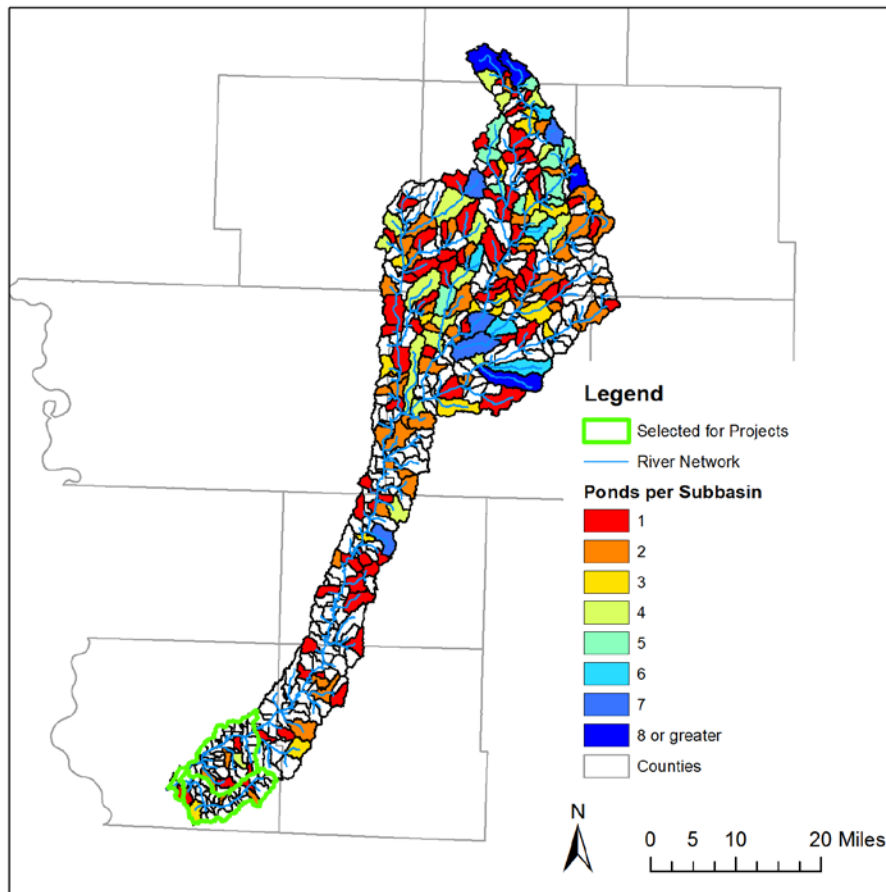 Legend
Selected for Projects
River Network
Ponds per Subbasin
1
2
3
4
5
6
7
8 or greater
Counties
N
0 5 10 20 Miles